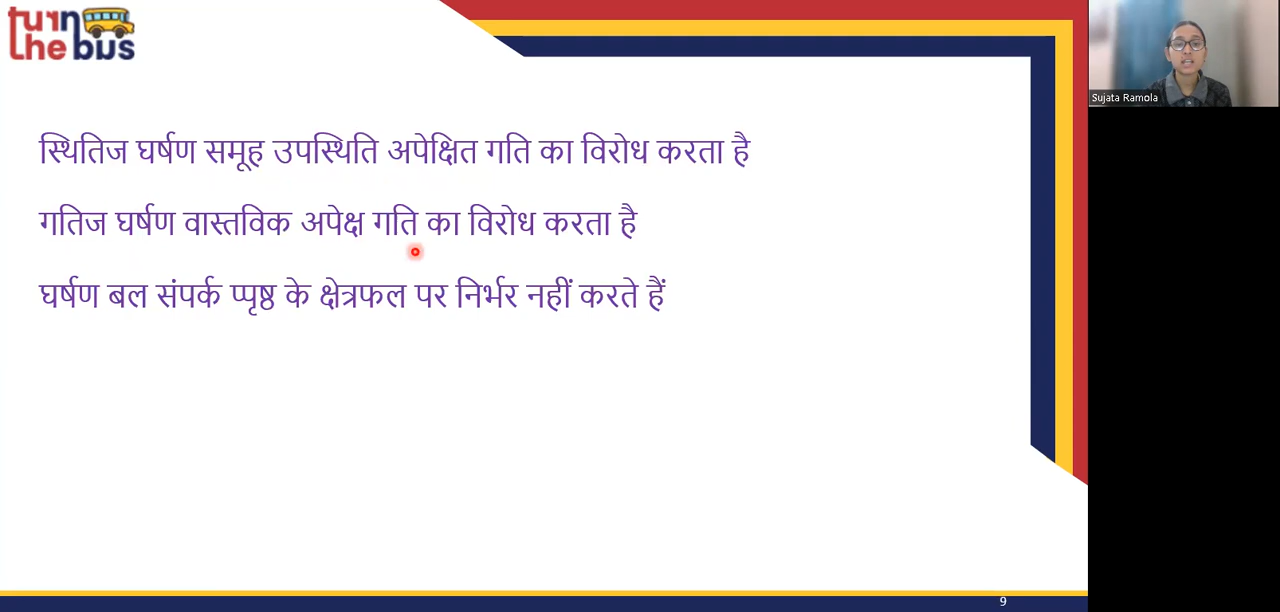 turn
the bus
Sujata Ramola
स्थितिज घर्षण समूह उपस्थिति अपेक्षित गति का विरोध करता है
गतिज घर्षण वास्तविक अपेक्ष गति का विरोध करता है
घर्षण बल संपर्क प्पृष्ठ के क्षेत्रफल पर निर्भर नहीं करते हैं
9